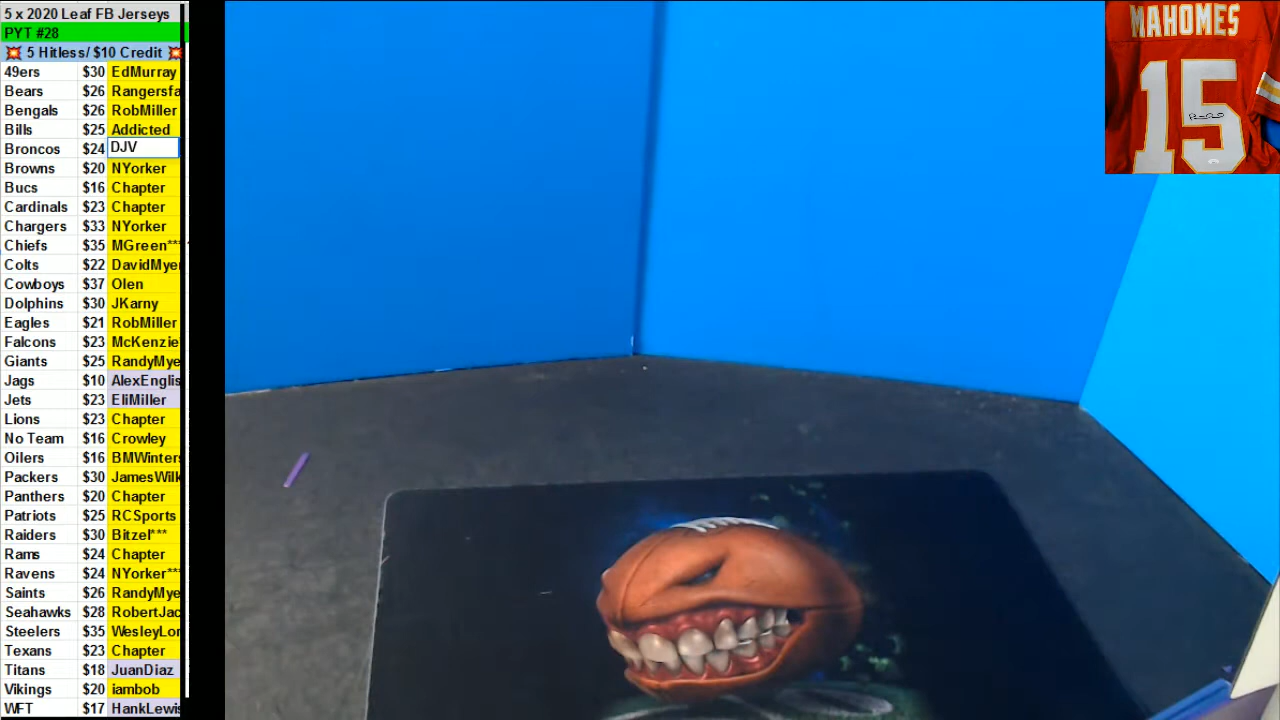 5 x 2020 Leaf FB Jerseys
PYT #28
💥 5 Hitless/ $10 Credit 💥
49ers $30 EdMurray
Bears $26 Rangersfa
Bengals $26 RobMiller
Bills $25 Addicted
Broncos $24 DJV
Browns $20 NYorker
Bucs $16 Chapter
Cardinals $23 Chapter
Chargers $33 NYorker
Chiefs $35 MGreen***
Colts $22 DavidMyer
Cowboys $37 Olen
Dolphins $30 JKarny
Eagles $21 RobMiller
Falcons $23 McKenzie
Giants $25 RandyMye
Jags $10 AlexEnglis
Jets $23 EliMiller
Lions $23 Chapter
No Team $16 Crowley
Oilers $16 BMWinters
Packers $30 JamesWilk
Panthers $20 Chapter
Patriots $25 RCSports
Raiders $30 Bitzel***
Rams $24 Chapter
Ravens $24 NYorker***
Saints $26 RandyMye
Seahawks $28 RobertJac
Steelers $35 WesleyLor
Texans $23 Chapter
Titans $18 JuanDiaz
Vikings $20 iambob
WFT $17 HankLewis
MAHOMES
15